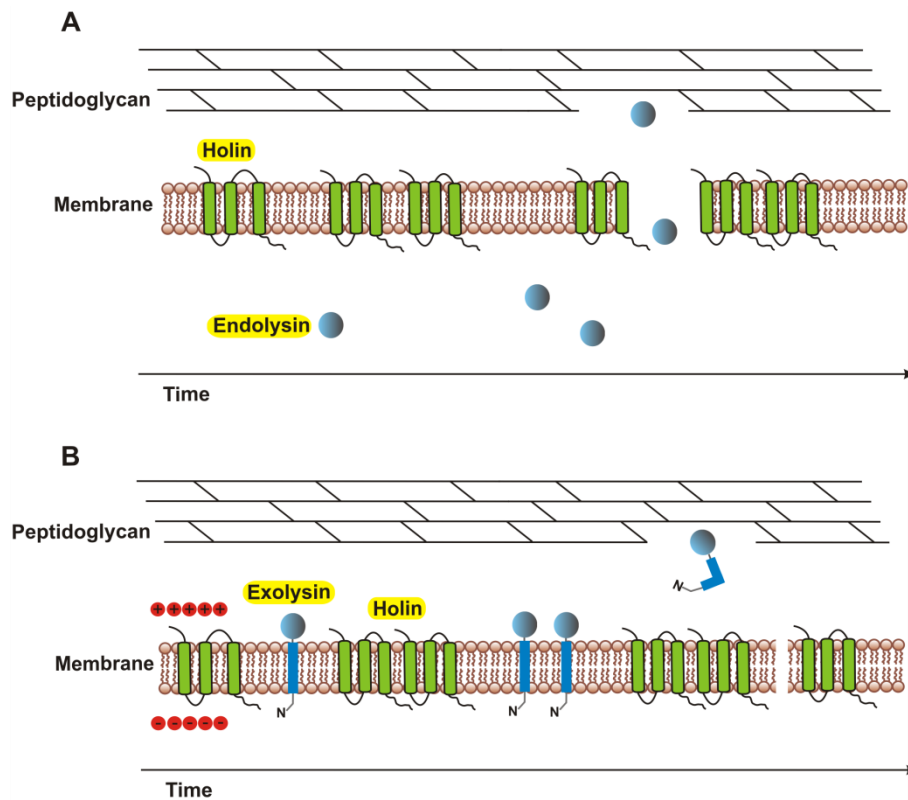 A
Peptidoglycan
Holin
Membrane
Endolysin
Time
B
Peptidoglycan
N
Exolysin
Holin
+ + + + +
Membrane
N
N
N
- - - - -
Time